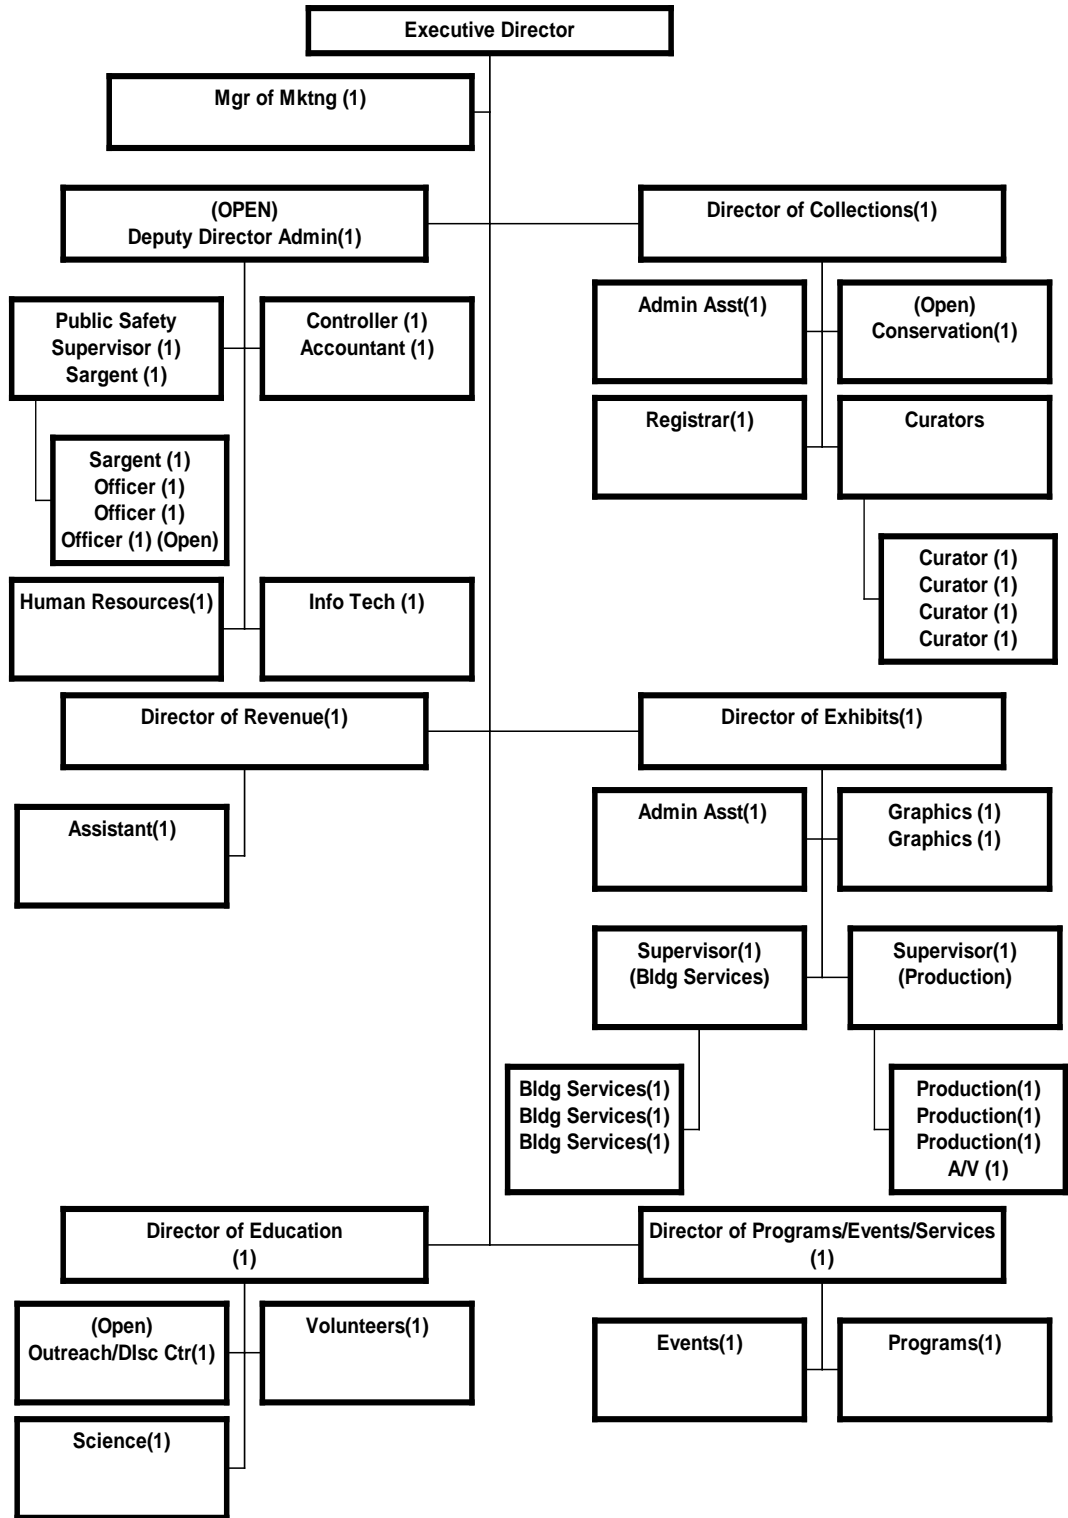 Executive Director
Mgr of Mktng (1)
(OPEN)
Deputy Director Admin(1)
Director of Collections(1)
Public Safety
Supervisor (1)
Sargent (1)
Controller (1)
Accountant (1)
Admin Asst(1)
(Open)
Conservation(1)
Registrar(1)
Curators
Sargent (1)
Officer (1)
Officer (1)
Officer (1) (Open)
Curator (1)
Curator (1)
Curator (1)
Curator (1)
Human Resources(1)
Info Tech (1)
Director of Revenue(1)
Director of Exhibits(1)
Assistant(1)
Admin Asst(1)
Graphics (1)
Graphics (1)
Supervisor(1)
(Bldg Services)
Supervisor(1)
(Production)
Bldg Services(1)
Bldg Services(1)
Bldg Services(1)
Production(1)
Production(1)
Production(1)
A/V (1)
Director of Education
(1)
Director of Programs/Events/Services
(1)
(Open)
Outreach/DIsc Ctr(1)
Volunteers(1)
Events(1)
Programs(1)
Science(1)